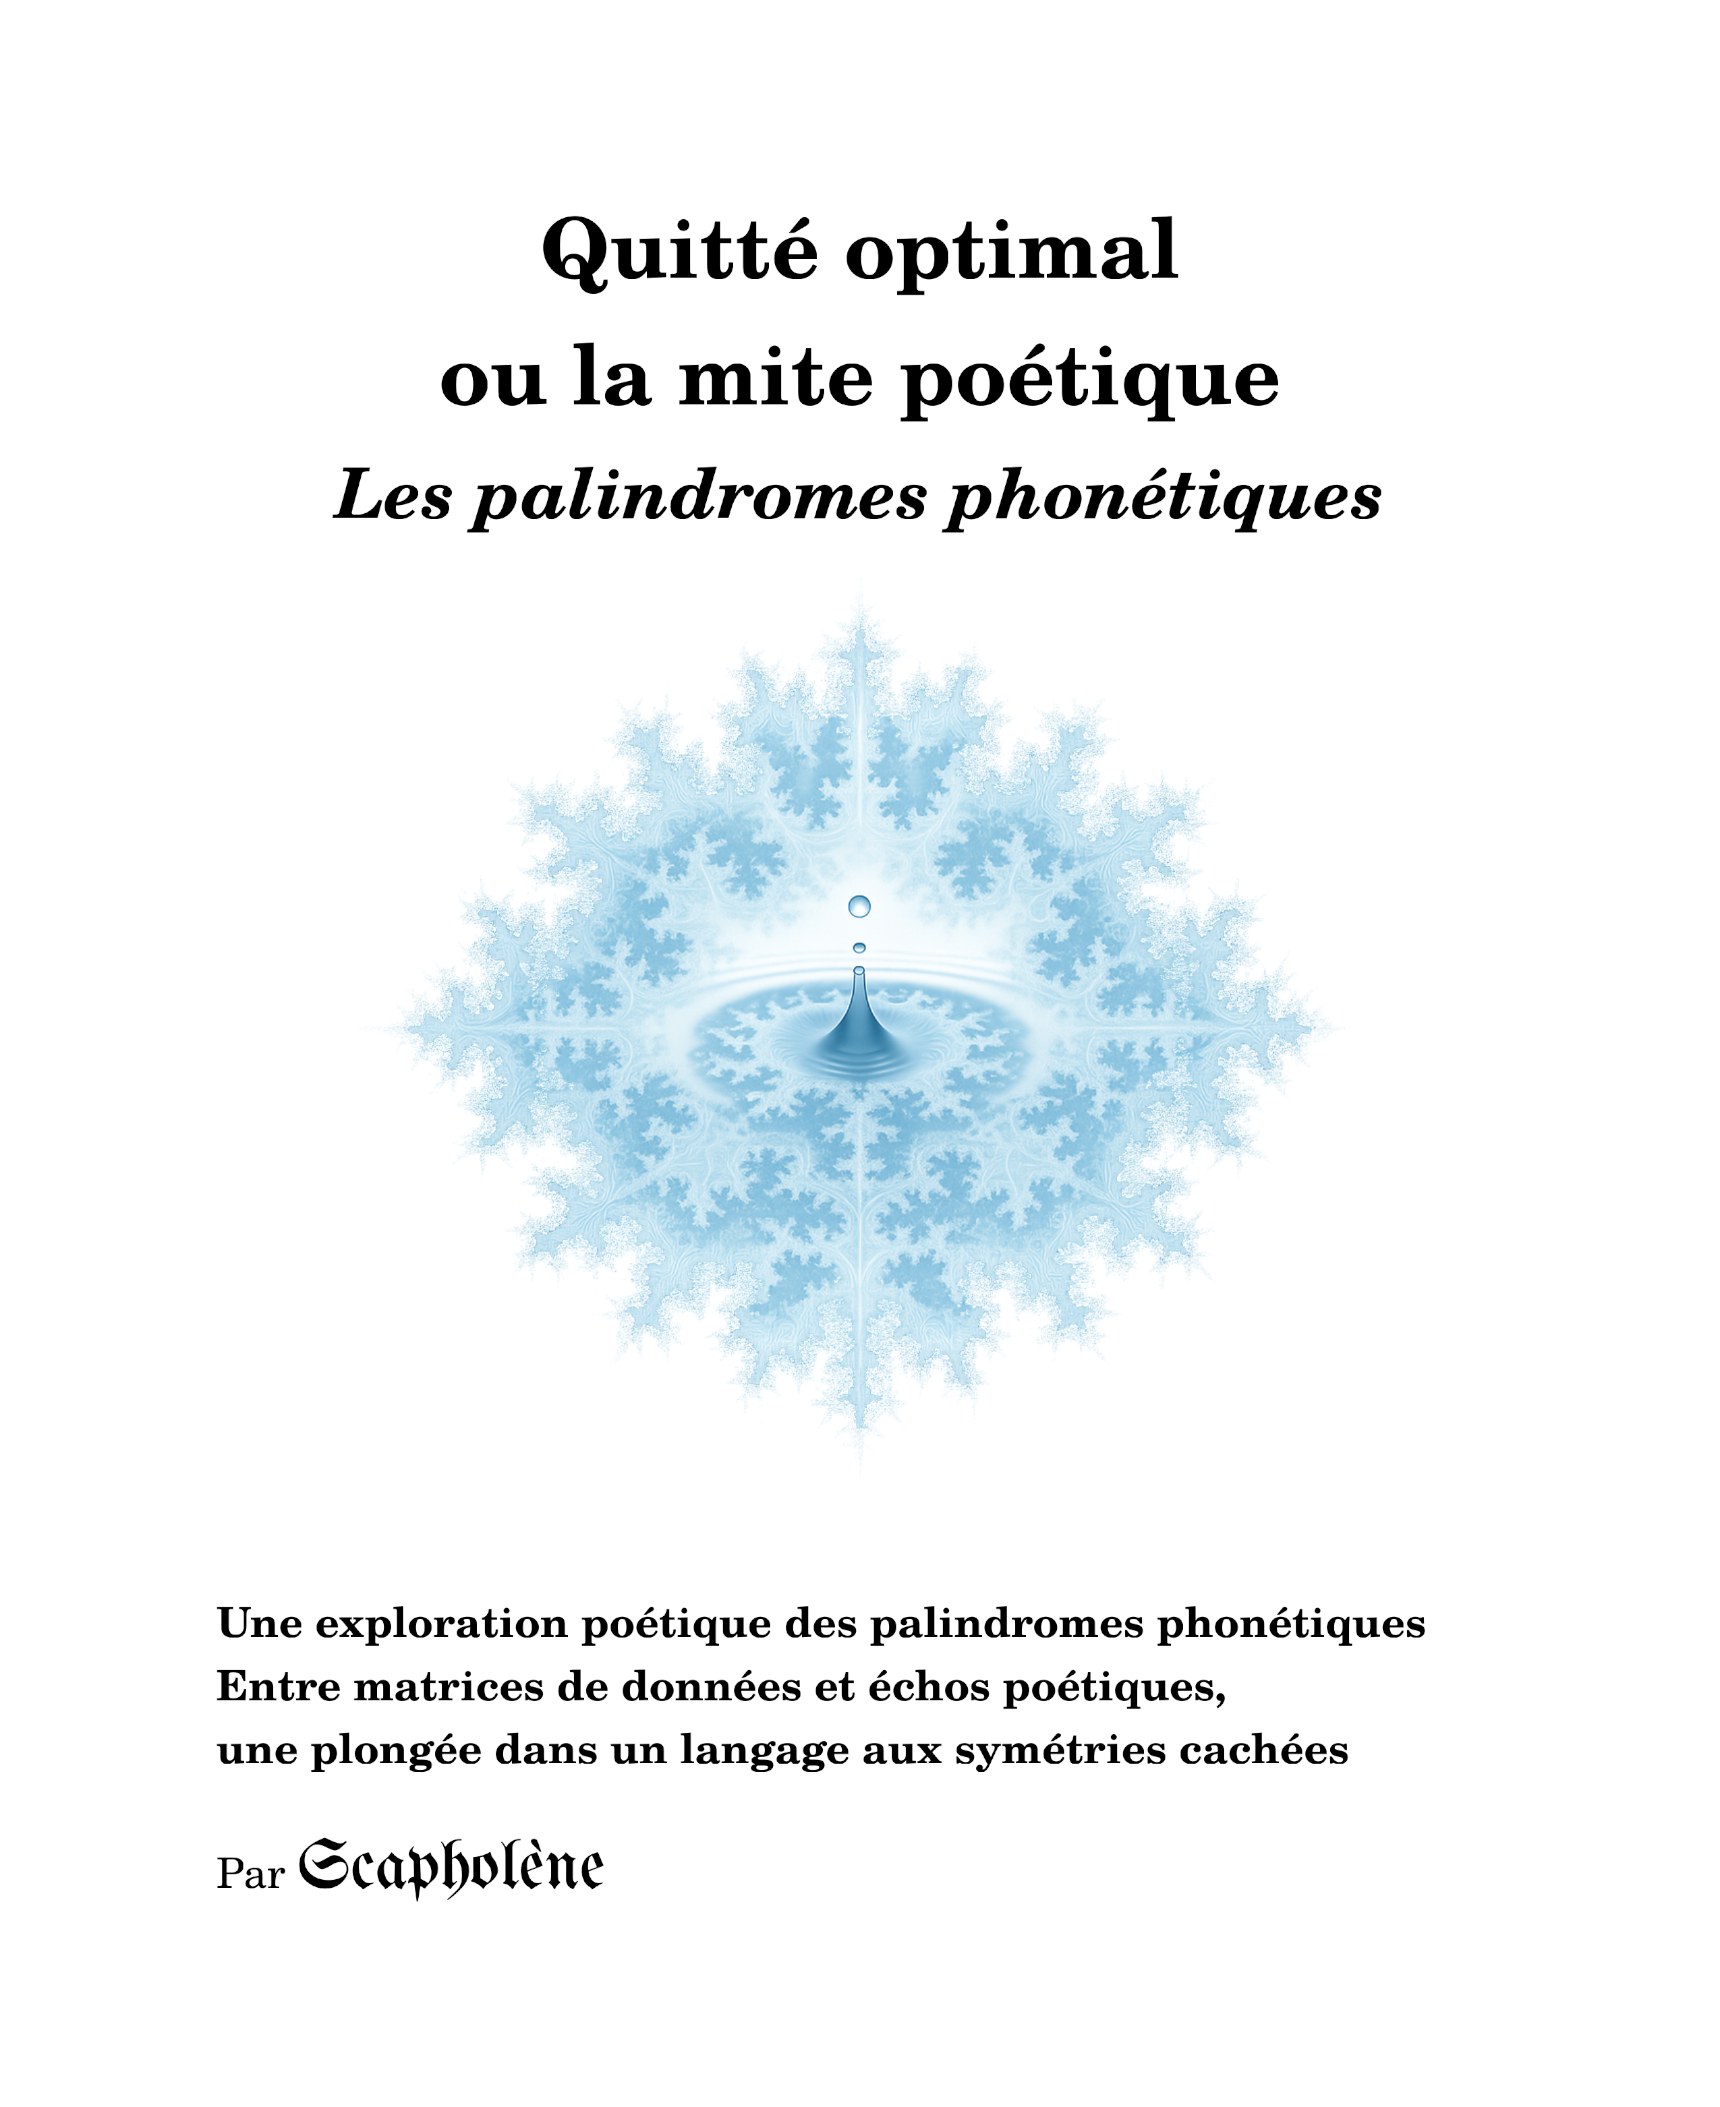 Quitté optimal
ou la mite poétique
Les palindromes phonétiques
Une exploration poétique des palindromes phonétiques
Entre matrices de données et échos poétiques,
une plongée dans un langage aux symétries cachées
Par Scapholène